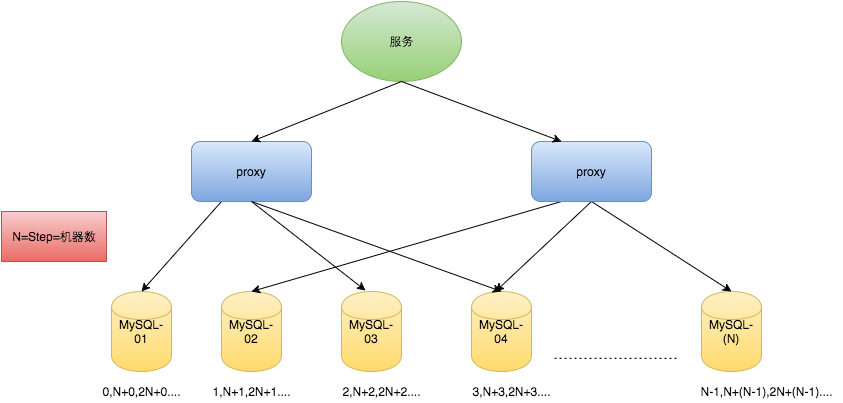 服务
proxy
proxy
N=Step=机器数
MySQL-
01
MySQL-
02
MySQL-
03
MySQL-
04
MySQL-
(N)
0,N+0,2N+0....
1,N+1,2N+1....
2,N+2,2N+2....
3,N+3,2N+3....
N-1,N+(N-1),2N+(N-1)....